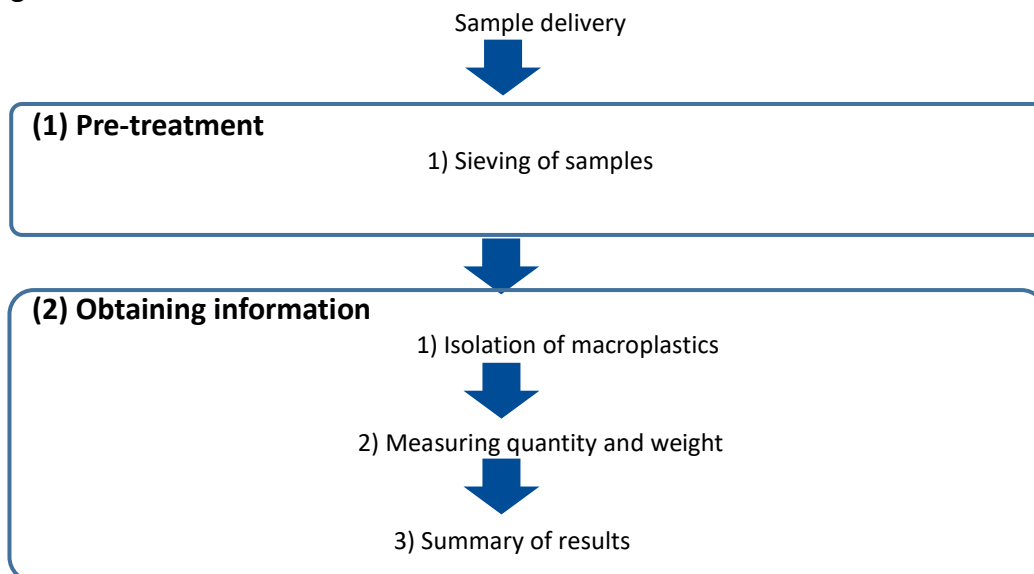 Sample delivery
(1) Pre-treatment
1) Sieving of samples
(2) Obtaining information
1) Isolation of macroplastics
2) Measuring quantity and weight
3) Summary of results